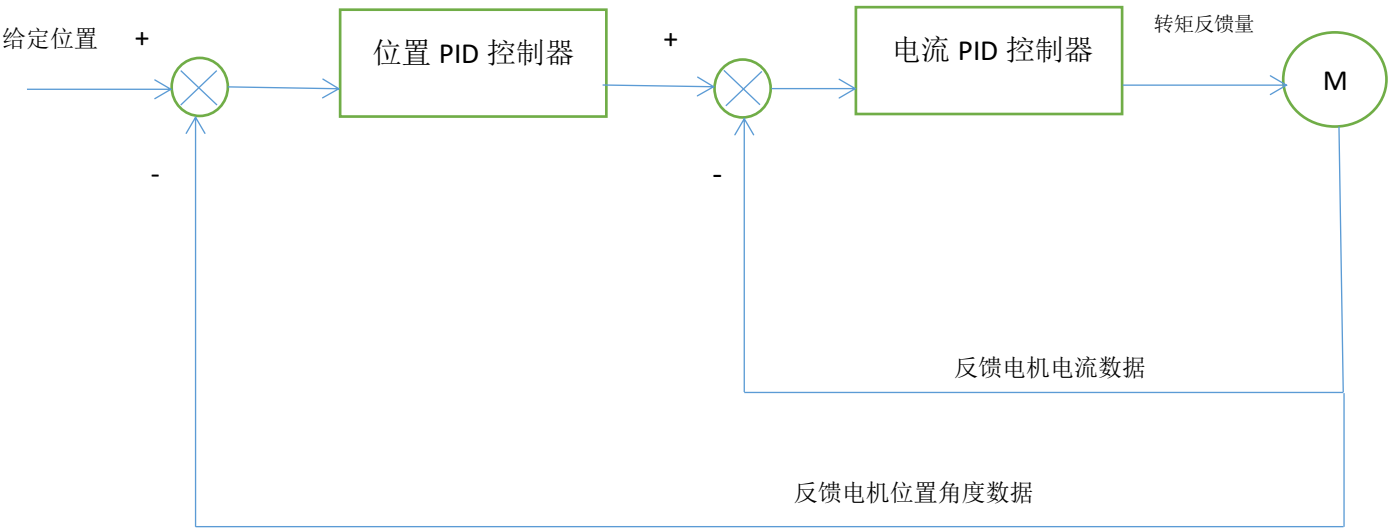 给定位置
+
位置 PID 控制器
+
电流 PID 控制器
转矩反馈量
M
-
-
反馈电机电流数据
反馈电机位置角度数据